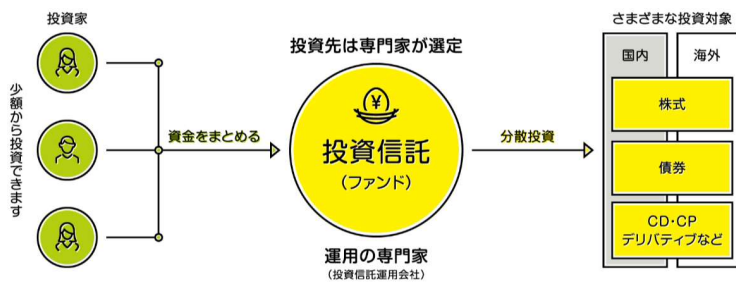 投資家
少額から投資できます
資金をまとめる
投資先は専門家が選定
¥
投資信託
(ファンド)
運用の専門家
(投資信託運用会社)
分散投資
さまざまな投資対象
国内
海外
株式
債券
CD・CP
デリバティブなど